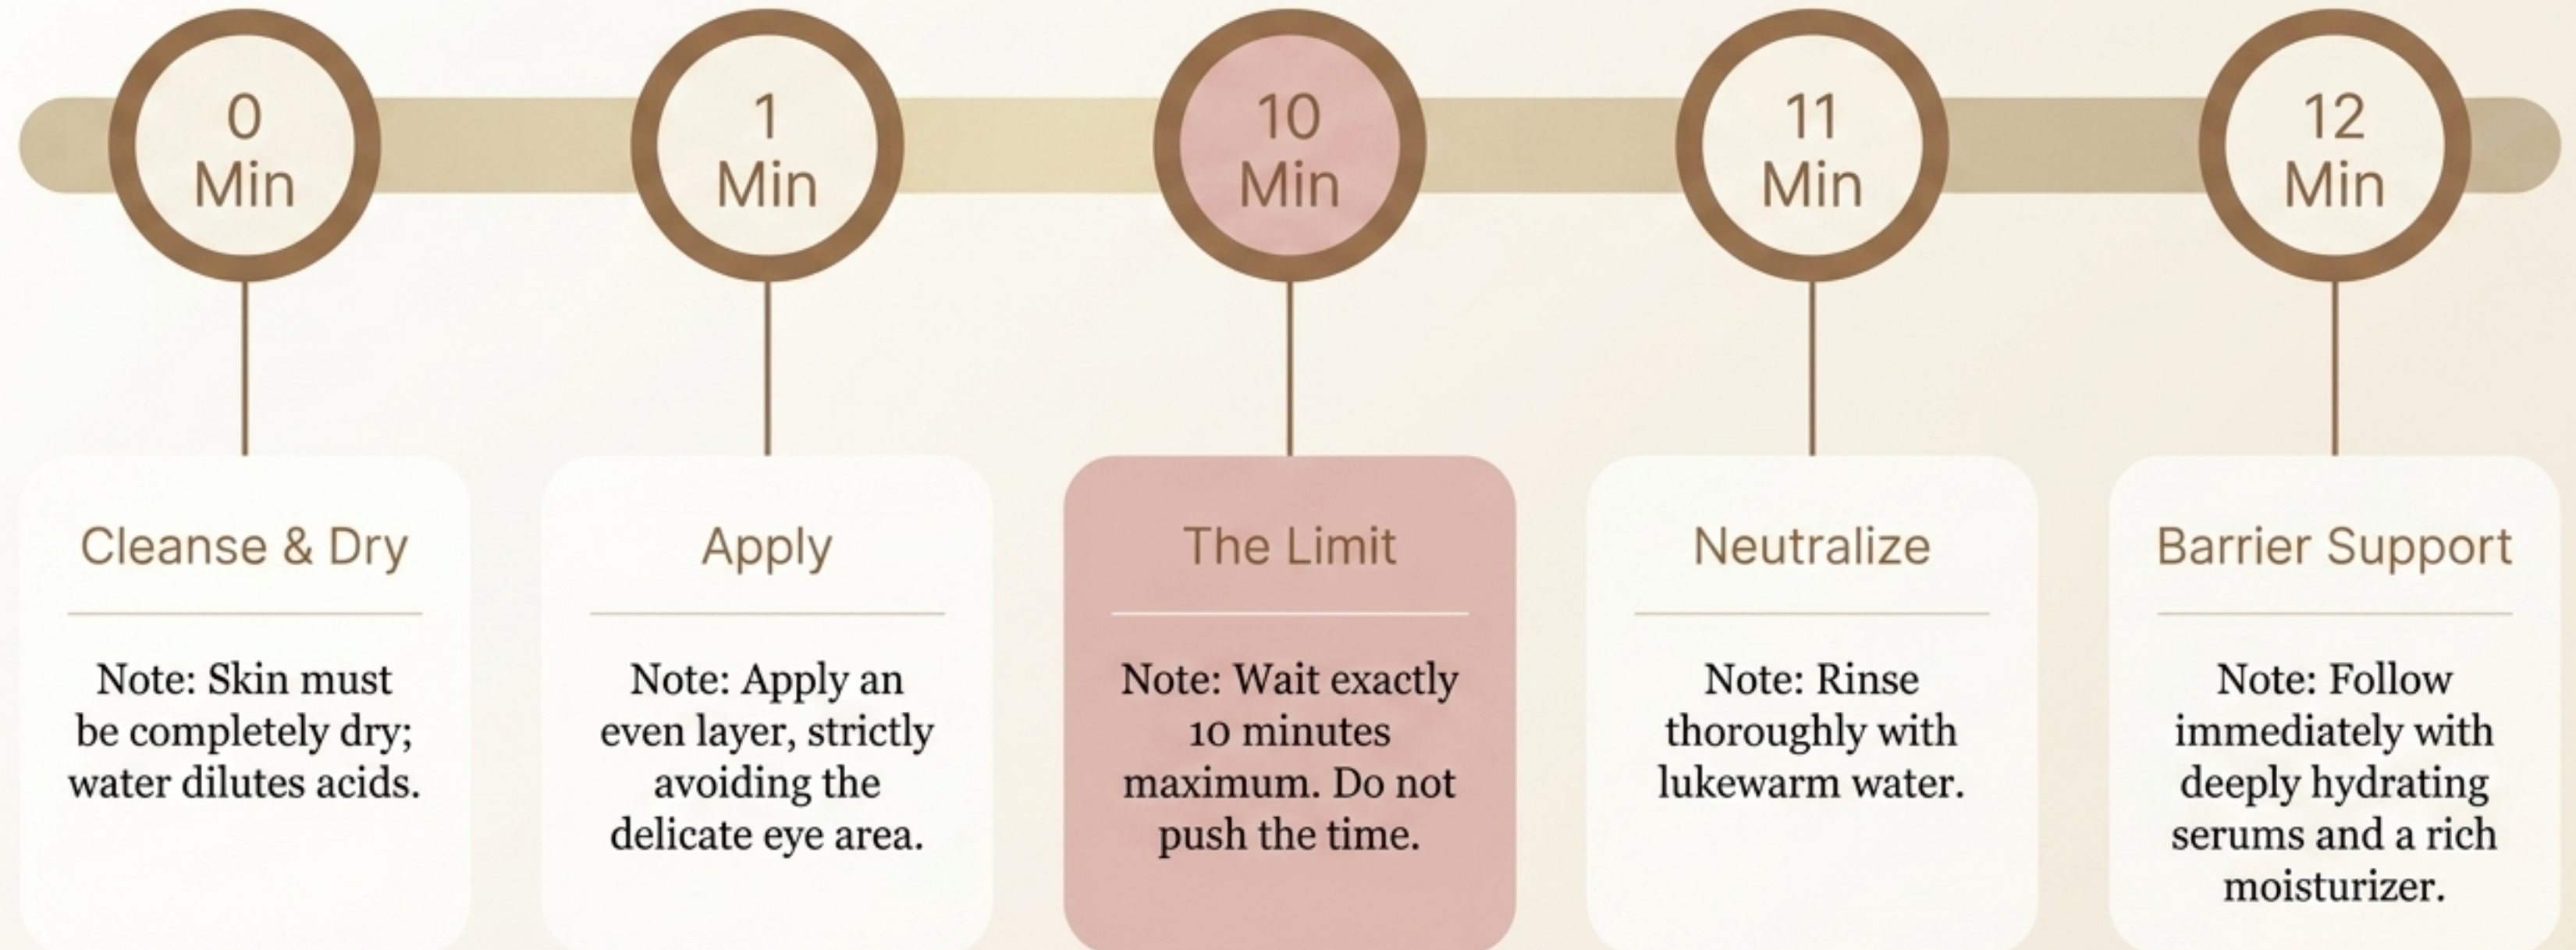 0
Min
1
Min
10
Min
11
Min
12
Min
Cleanse & Dry
Note: Skin must
be completely dry;
water dilutes acids.
Apply
Note: Apply an
even layer, strictly
avoiding the
delicate eye area.
The Limit
Note: Wait exactly
10 minutes
maximum. Do not
push the time.
Neutralize
Note: Rinse
thoroughly with
lukewarm water.
Barrier Support
Note: Follow
immediately with
deeply hydrating
serums and a rich
moisturizer.